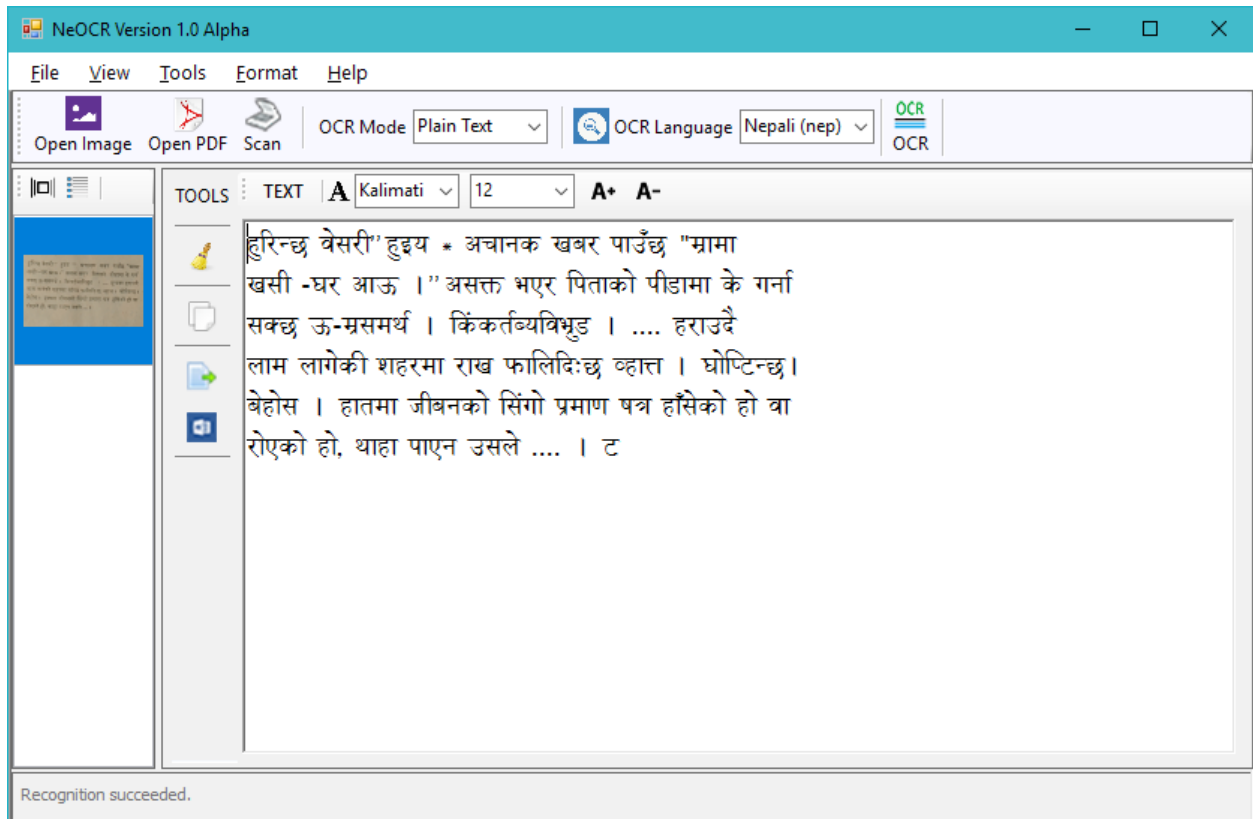 NeOCR Version 1.0 Alpha
File View Tools Format Help
Open Image Open PDF Scan OCR Mode Plain Text OCR Language Nepali (nep) OCR OCR
TOOLS TEXT A Kalimati 12 A+ A-
हुरिन्छ वेसरी’’ हुइय * अचानक खबर पाउँछ "म्रामा
खसी -घर आऊ ।’’ असक्त भएर पिताको पीडामा के गर्ना
सक्छ ऊ-म्रसमर्थ । किंकर्तब्यविभ्रुड । .... हराउदै
लाम लागेकी शहरमा राख फालिदिःछ व्हात्त । घोप्टिन्छ।
बेहोस । हातमा जीबनको सिंगो प्रमाण षत्र हाँसेको हो वा
रोएको हो, थाहा पाएन उसले .... । ट
Recognition succeeded.